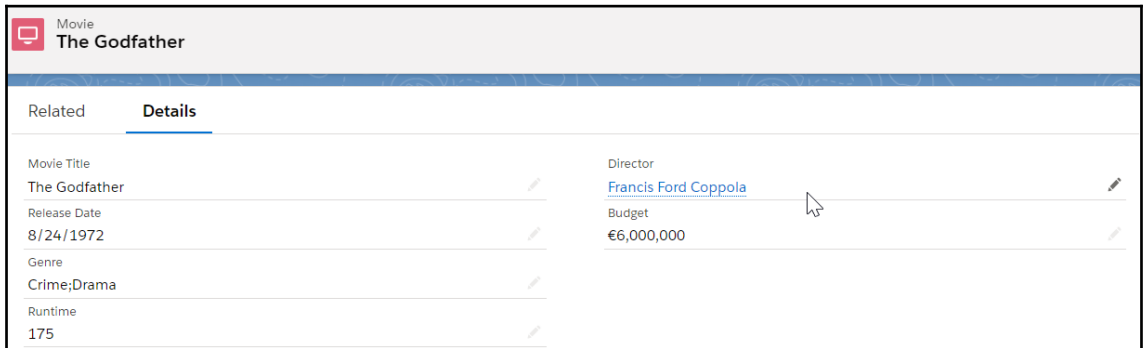 Movie
The Godfather
Related Details
Movie Title
The Godfather
Release Date
8/24/1972
Genre
Crime;Drama
Runtime
175
Director
Francis Ford Coppola
Budget
€6,000,000